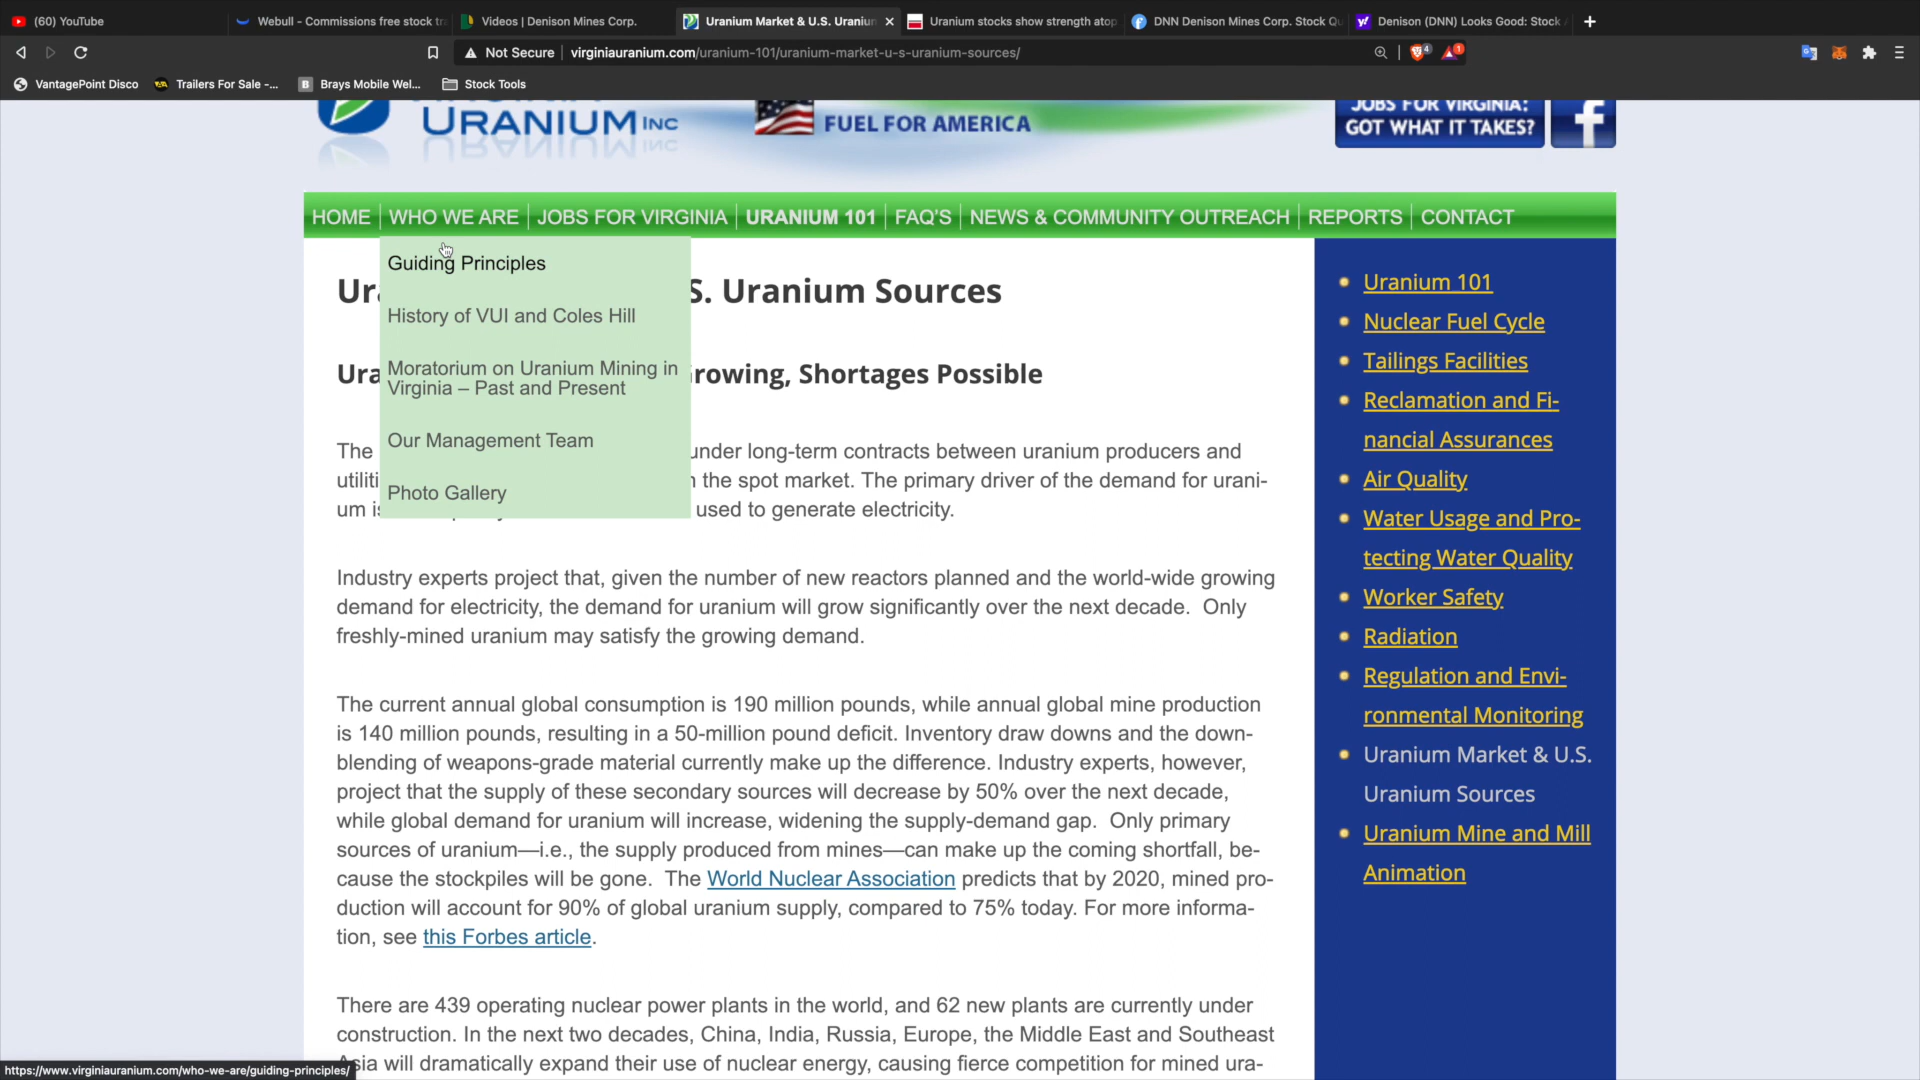 (60) YouTube
Webull - Commissions free stock tra
Videos | Denison Mines Corp.
Uranium Market & U.S. Uraniun
Uranium stocks show strength atop
DNN Denison Mines Corp. Stock Qu
Denison (DNN) Looks Good: Stock A
Not Secure | virginiauranium.com/uranium-101/uranium-market-u-s-uranium-sources/
4
1
VantagePoint Disco
Trailers For Sale -...
Brays Mobile Wel...
Stock Tools
URANIUM INC
FUEL FOR AMERICA
JOBS FOR VIRGINIA:
GOT WHAT IT TAKES?
HOME
WHO WE ARE
JOBS FOR VIRGINIA
URANIUM 101
FAQ'S
NEWS & COMMUNITY OUTREACH
REPORTS
CONTACT
Guiding Principles
History of VUI and Coles Hill
Moratorium on Uranium Mining in
Virginia – Past and Present
Our Management Team
Photo Gallery
S. Uranium Sources
rowing, Shortages Possible
The under long-term contracts between uranium producers and
utiliti the spot market. The primary driver of the demand for urani-
um used to generate electricity.
Industry experts project that, given the number of new reactors planned and the world-wide growing
demand for electricity, the demand for uranium will grow significantly over the next decade. Only
freshly-mined uranium may satisfy the growing demand.
The current annual global consumption is 190 million pounds, while annual global mine production
is 140 million pounds, resulting in a 50-million pound deficit. Inventory draw downs and the down-
blending of weapons-grade material currently make up the difference. Industry experts, however,
project that the supply of these secondary sources will decrease by 50% over the next decade,
while global demand for uranium will increase, widening the supply-demand gap. Only primary
sources of uranium—i.e., the supply produced from mines—can make up the coming shortfall, be-
cause the stockpiles will be gone. The World Nuclear Association predicts that by 2020, mined pro-
duction will account for 90% of global uranium supply, compared to 75% today. For more informa-
tion, see this Forbes article.
There are 439 operating nuclear power plants in the world, and 62 new plants are currently under
construction. In the next two decades, China, India, Russia, Europe, the Middle East and Southeast
Asia will dramatically expand their use of nuclear energy, causing fierce competition for mined ura-
Uranium 101
Nuclear Fuel Cycle
Tailings Facilities
Reclamation and Fi-
nancial Assurances
Air Quality
Water Usage and Pro-
tecting Water Quality
Worker Safety
Radiation
Regulation and Envi-
ronmental Monitoring
Uranium Market & U.S.
Uranium Sources
Uranium Mine and Mill
Animation
https://www.virginiauranium.com/who-we-are/guiding-principles/